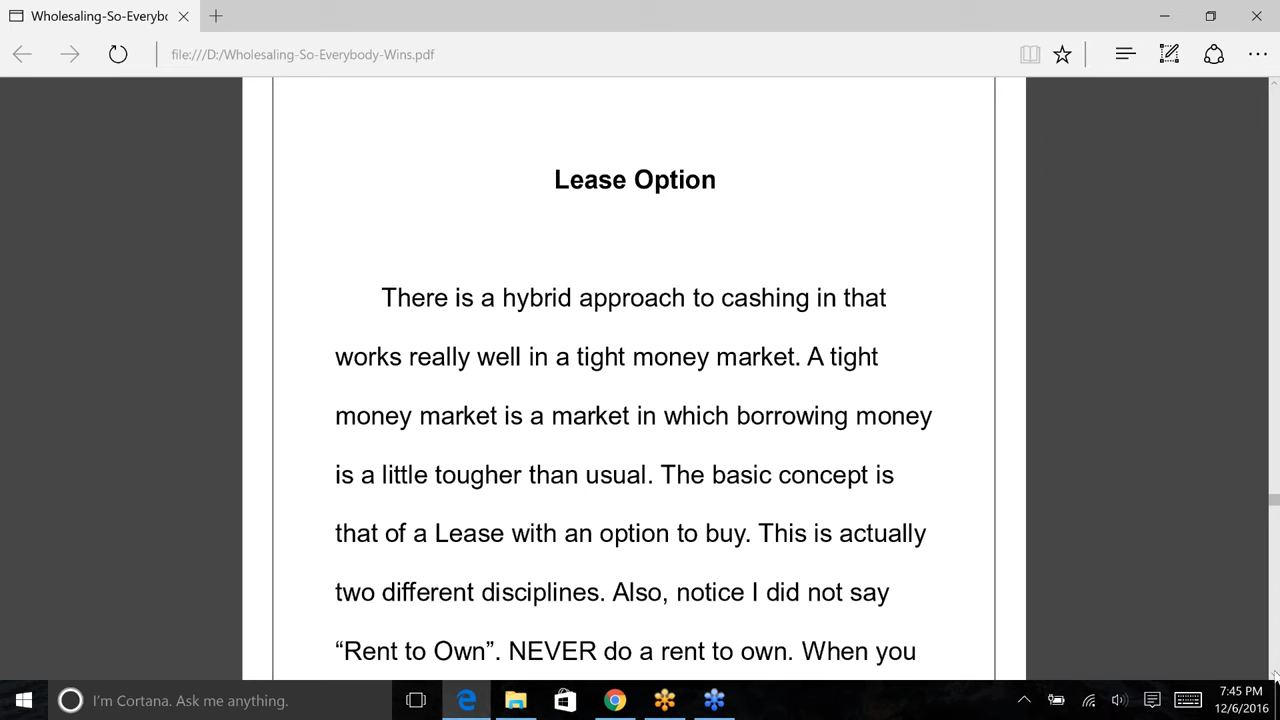 Wholesaling-So-Everybo
file:///D:/Wholesaling-So-Everybody-Wins.pdf
Lease Option
There is a hybrid approach to cashing in that
works really well in a tight money market. A tight
money market is a market in which borrowing money
is a little tougher than usual. The basic concept is
that of a Lease with an option to buy. This is actually
two different disciplines. Also, notice I did not say
“Rent to Own”. NEVER do a rent to own. When you
I'm Cortana. Ask me anything.
7:45 PM
12/6/2016